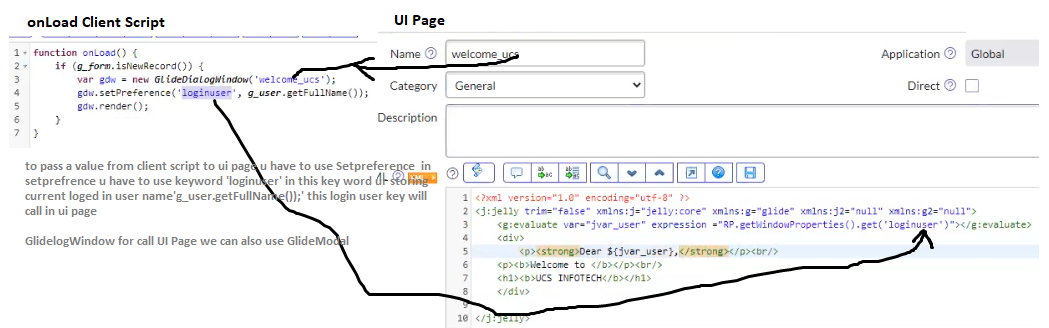 onLoad Client Script
1 function onLoad() {
2 if (g_form.isNewRecord()) {
3 var gdw = new GlideDialogWindow('welcome_ucs');
4 gdw.setPreference('loginuser', g_user.getFullName());
5 gdw.render();
6 }
7 }
to pass a value from client script to ui page u have to use Setpreference in
setprefrence u have to use keyword 'loginuser' in this key word
storing
current loged in user name'g_user.getFullName());' this login user key will
call in ui page
GlidelogWindow for call UI Page we can also use GlideModal
UI Page
Name welcome_ucs
Application Global
Category General
Direct
Description
1 <?xml version="1.0" encoding="utf-8" ?>
2 <j:jelly trim="false" xmlns:j="jelly:core" xmlns:g="glide" xmlns:j2="null" xmlns:g2="null">
3 <g:evaluate var="jvar_user" expression ="RP.getWindowProperties().get('loginuser')"></g:evaluate>
4 <div>
5 <p><strong>Dear ${jvar_user},</strong></p><br/>
6 <p><b>Welcome to </b></p><br/>
7 <h1><b>UCS INFOTECH</b></h1>
8 </div>
9
10 </j:jelly>